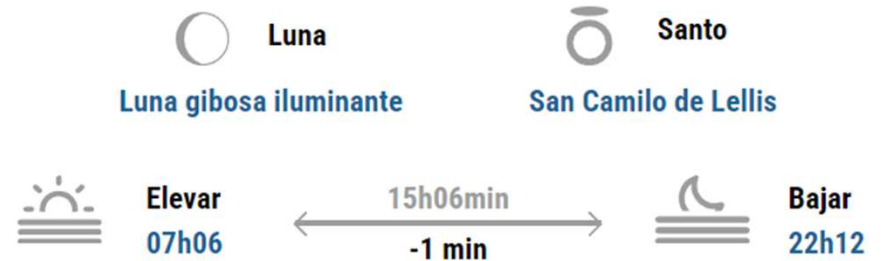 Luna
Santo
Luna gibosa iluminante
San Camilo de Lellis
Elevar
15h06min
Bajar
07h06
-1 min
22h12